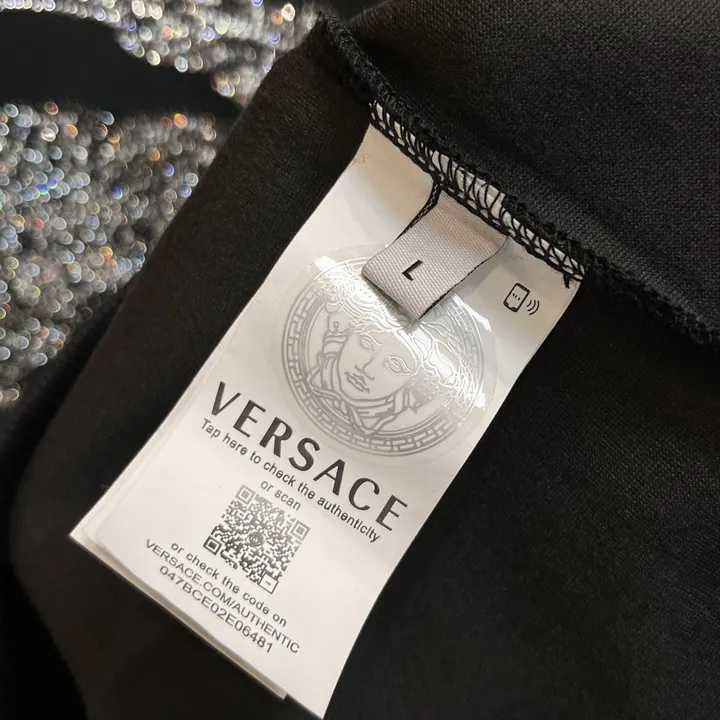 L
VERSACE
Tap here to check the authenticity
or scan
or check the code on
VERSACE.COM/AUTHENTIC
047BCE02E06481